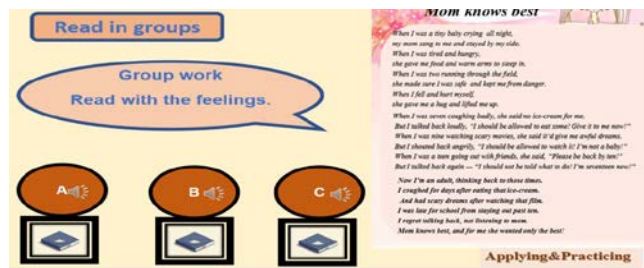 Read in groups
Group work
Read with the feelings.
A
B
C
Mom knows best
When I was a tiny baby crying all night,
my mom sang to me and stayed by my side.
When I was tired and hungry,
she gave me food and warm arms to sleep in.
When I was two running through the field,
she made sure I was safe and kept me from danger.
When I fell and hurt myself,
she gave me a hug and lifted me up.
When I was seven coughing badly, she said no ice-cream for me.
But I talked back loudly, "I should be allowed to eat some! Give it to me now!"
When I was nine watching scary movies, she said it'd give me awful dreams.
But I shouted back angrily, "I should be allowed to watch it! I'm not a baby!"
When I was a teen going out with friends, she said, "Please be back by ten!"
But I talked back again — "I should not be told what to do! I'm seventeen now!"
Now I'm an adult, thinking back to those times.
I coughed for days after eating that ice-cream.
And had scary dreams after watching that film.
I was late for school from staying out past ten.
I regret talking back, not listening to mom.
Mom knows best, and for me she wanted only the best!
Applying&Practicing